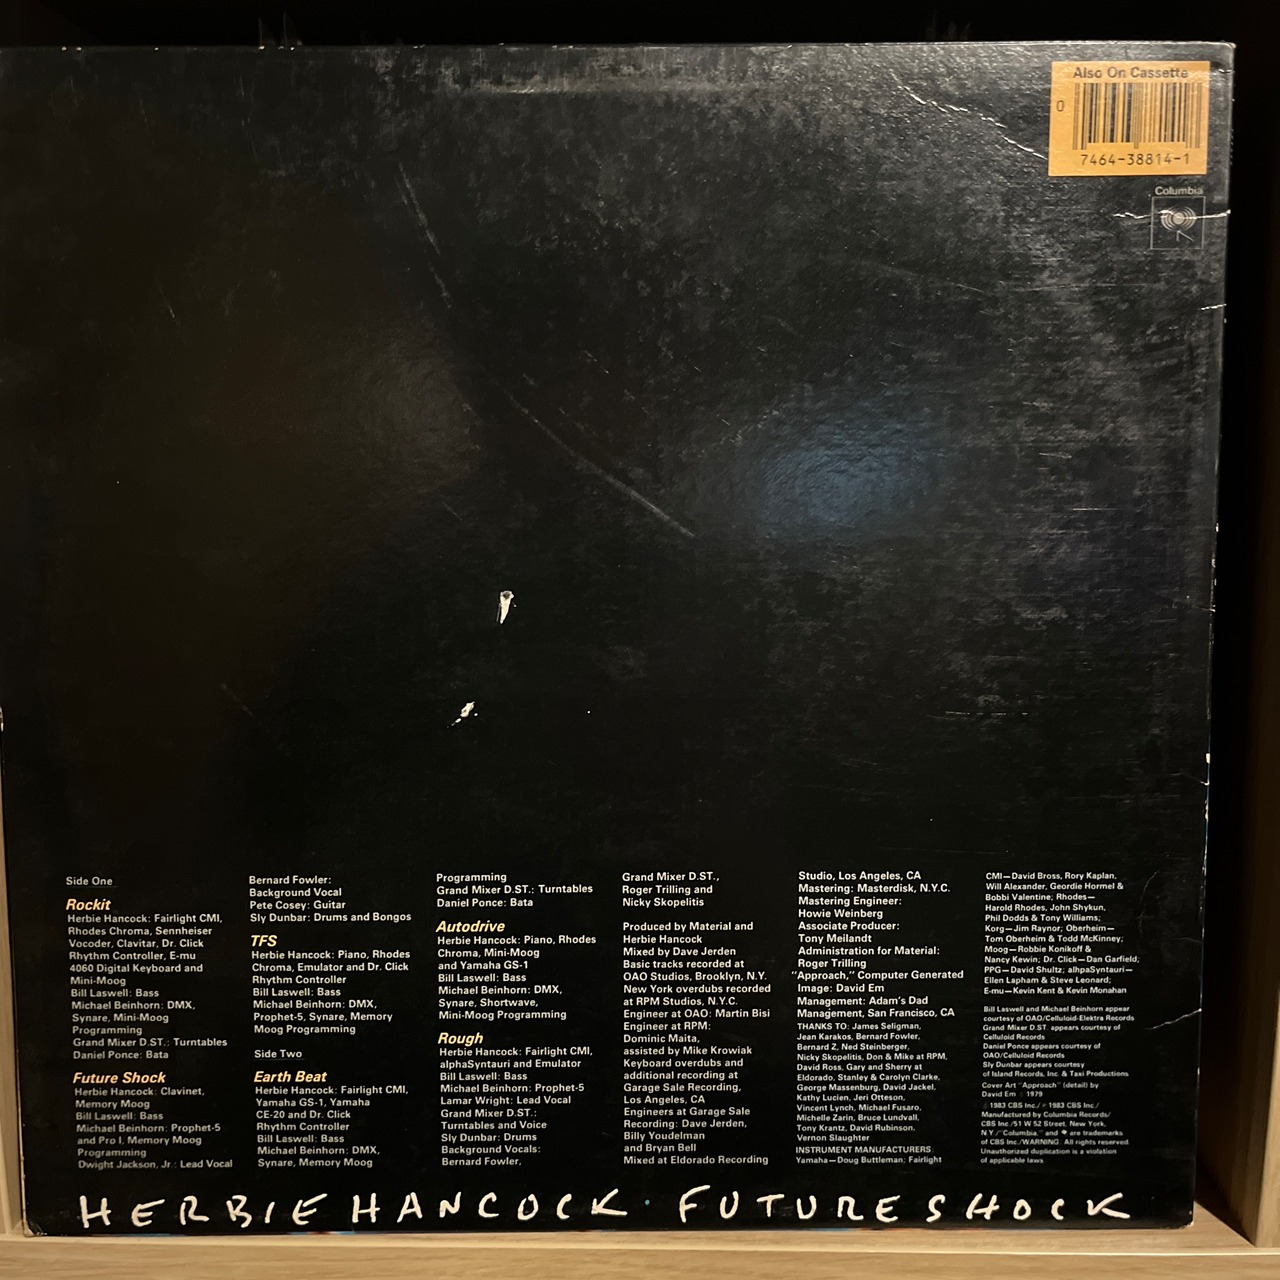 Also On Cassette
0
7464-38814-1
Columbia
Side One
Rockit
Herbie Hancock: Fairlight CMI,
Rhodes Chroma, Sennheiser
Vocoder, Clavitar, Dr. Click
Rhythm Controller, E-mu
4060 Digital Keyboard and
Mini-Moog
Bill Laswell: Bass
Michael Beinhorn: DMX,
Synare, Mini-Moog
Programming
Grand Mixer D.ST.: Turntables
Daniel Ponce: Bata
Future Shock
Herbie Hancock: Clavinet,
Memory Moog
Bill Laswell: Bass
Michael Beinhorn: Prophet-5
and Pro I, Memory Moog
Programming
Dwight Jackson, Jr.: Lead Vocal
Bernard Fowler:
Background Vocal
Pete Cosey: Guitar
Sly Dunbar: Drums and Bongos
TFS
Herbie Hancock: Piano, Rhodes
Chroma, Emulator and Dr. Click
Rhythm Controller
Bill Laswell: Bass
Michael Beinhorn: DMX,
Prophet-5, Synare, Memory
Moog Programming
Side Two
Earth Beat
Herbie Hancock: Fairlight CMI,
Yamaha GS-1, Yamaha
CE-20 and Dr. Click
Rhythm Controller
Bill Laswell: Bass
Michael Beinhorn: DMX,
Synare, Memory Moog
Programming
Grand Mixer D.ST.: Turntables
Daniel Ponce: Bata
Autodrive
Herbie Hancock: Piano, Rhodes
Chroma, Mini-Moog
and Yamaha GS-1
Bill Laswell: Bass
Michael Beinhorn: DMX,
Synare, Shortwave,
Mini-Moog Programming
Rough
Herbie Hancock: Fairlight CMI,
alphaSyntauri and Emulator
Bill Laswell: Bass
Michael Beinhorn: Prophet-5
Lamar Wright: Lead Vocal
Grand Mixer D.ST.:
Turntables and Voice
Sly Dunbar: Drums
Background Vocals:
Bernard Fowler,
Grand Mixer D.ST.,
Roger Trilling and
Nicky Skopelitis
Produced by Material and
Herbie Hancock
Mixed by Dave Jerden
Basic tracks recorded at
OAO Studios, Brooklyn, N.Y.
New York overdubs recorded
at RPM Studios, N.Y.C.
Engineer at OAO: Martin Bisi
Engineer at RPM:
Dominic Maita,
assisted by Mike Krowiak
Keyboard overdubs and
additional recording at
Garage Sale Recording,
Los Angeles, CA
Engineers at Garage Sale
Recording: Dave Jerden,
Billy Youdelman
and Bryan Bell
Mixed at Eldorado Recording
Studio, Los Angeles, CA
Mastering: Masterdisk, N.Y.C.
Mastering Engineer:
Howie Weinberg
Associate Producer:
Tony Meilandt
Administration for Material:
Roger Trilling
"Approach," Computer Generated
Image: David Em
Management: Adam's Dad
Management, San Francisco, CA
THANKS TO: James Seligman,
Jean Karakos, Bernard Fowler,
Bernard Z, Ned Steinberger,
Nicky Skopelitis, Don & Mike at RPM,
David Ross, Gary and Sherry at
Eldorado, Stanley & Carolyn Clarke,
George Massenburg, David Jackel,
Kathy Lucien, Jeri Otteson,
Vincent Lynch, Michael Fusaro,
Michelle Zarin, Bruce Lundvall,
Tony Krantz, David Rubinson,
Vernon Slaughter
INSTRUMENT MANUFACTURERS:
Yamaha—Doug Buttleman; Fairlight
CMI—David Bross, Rory Kaplan,
Will Alexander, Geordie Hormel &
Bobbi Valentine; Rhodes—
Harold Rhodes, John Shykun,
Phil Dodds & Tony Williams;
Korg—Jim Raynor; Oberheim—
Tom Oberheim & Todd McKinney;
Moog—Robbie Konikoff &
Nancy Kewin; Dr. Click—Dan Garfield;
PPG—David Shultz; alhpaSyntauri—
Ellen Lapham & Steve Leonard;
E-mu—Kevin Kent & Kevin Monahan
Bill Laswell and Michael Beinhorn appear
courtesy of OAO/Celluloid-Elektra Records
Grand Mixer D.ST. appears courtesy of
Celluloid Records
Daniel Ponce appears courtesy of
OAO/Celluloid Records
Sly Dunbar appears courtesy
of Island Records, Inc. & Taxi Productions
Cover Art "Approach" (detail) by
David Em © 1979
© 1983 CBS Inc./℗ 1983 CBS Inc./
Manufactured by Columbia Records/
CBS Inc./51 W 52 Street, New York,
N.Y./"Columbia," and are trademarks
of CBS Inc./WARNING: All rights reserved.
Unauthorized duplication is a violation
of applicable laws.
HERBIE HANCOCK · FUTURE SHOCK